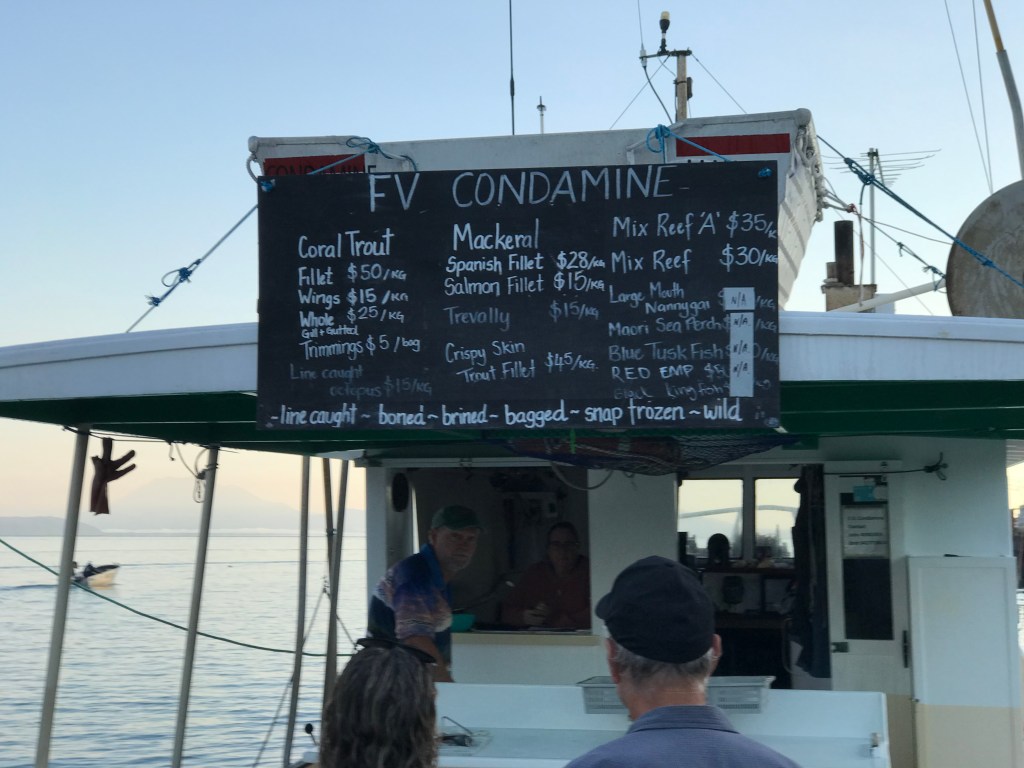 CONDAMINE
FV CONDAMINE
Coral Trout
Fillet $50/KG
Wings $15/KG
Whole $25/KG
Gill + Gutted
Trimmings $5/bag
Line caught
octopus $15/KG
Mackeral
Spanish Fillet $28/KG
Salmon Fillet $15/KG
Trevally $15/KG
Crispy Skin
Trout Fillet $45/KG
Mix Reef 'A' $35/K
Mix Reef $30/KG
Large Mouth
Nannygai N/A /KG
Maori Sea Perch N/A
Blue Tusk Fish N/A
RED EMP N/A
-line caught ~ boned ~ brined ~ bagged ~ snap frozen ~ wild